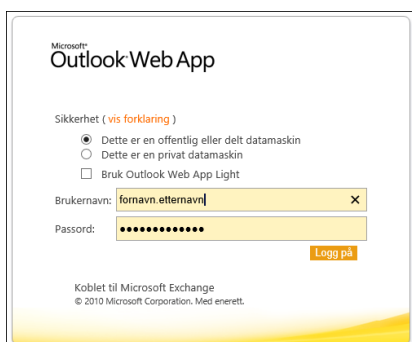 Microsoft®
Outlook Web App
Sikkerhet ( vis forklaring )
Dette er en offentlig eller delt datamaskin
Dette er en privat datamaskin
Bruk Outlook Web App Light
Brukernavn: fornavn.etternavn
Passord: •••••••••••••
Logg på
Koblet til Microsoft Exchange
© 2010 Microsoft Corporation. Med enerett.